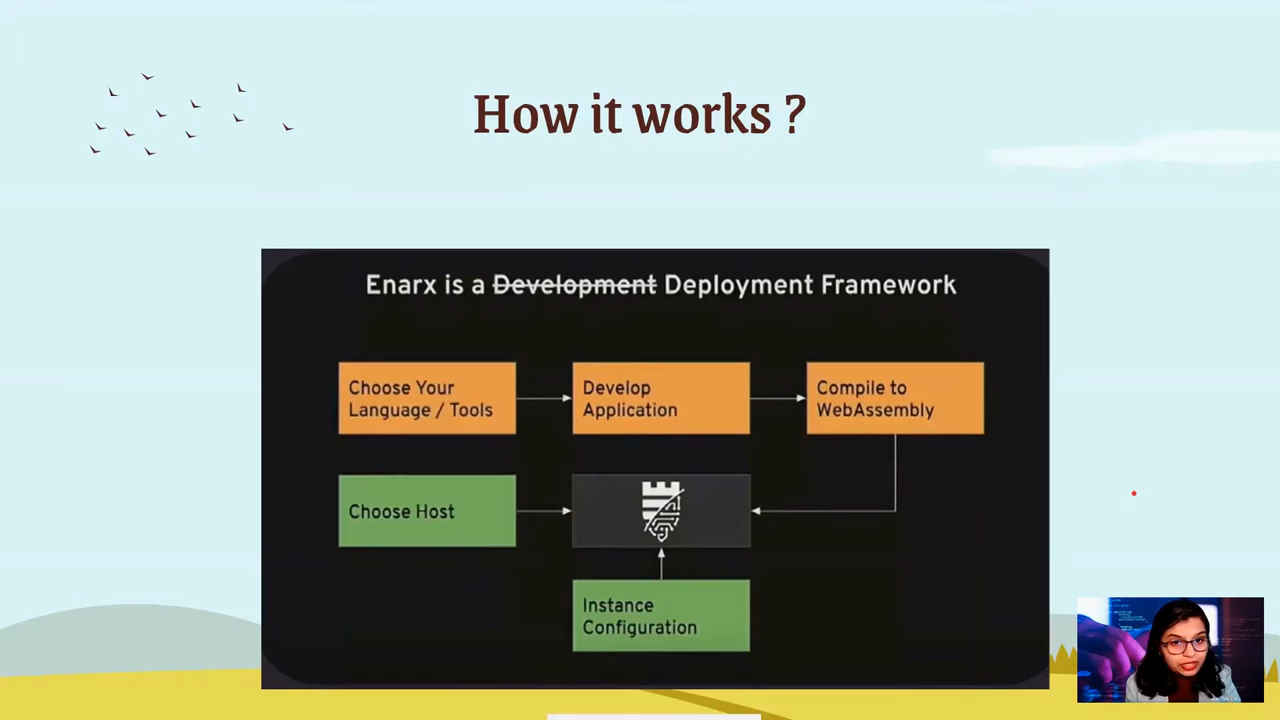 How it works ?
Enarx is a Development Deployment Framework
Choose Your
Language / Tools
Develop
Application
Compile to
WebAssembly
Choose Host
Instance
Configuration